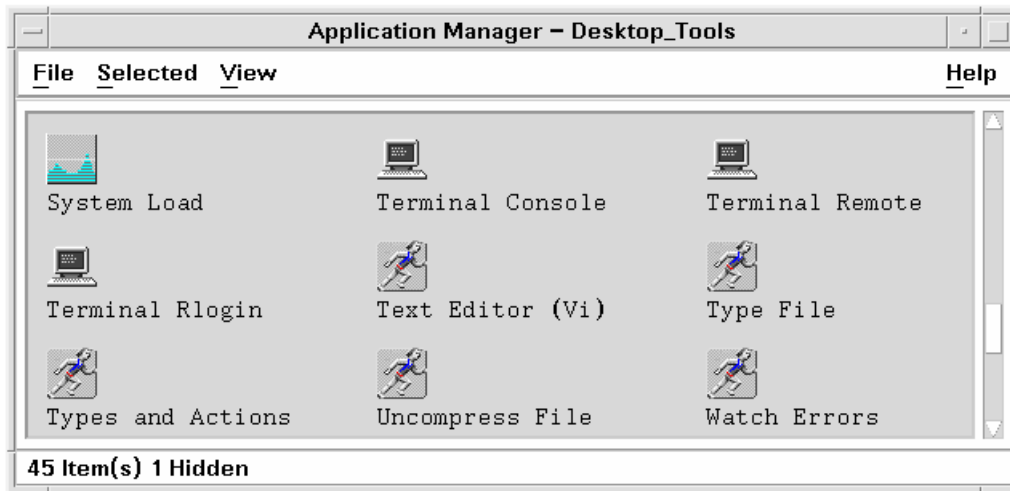 Application Manager – Desktop_Tools
File Selected View Help
System Load Terminal Console Terminal Remote
Terminal Rlogin Text Editor (Vi) Type File
Types and Actions Uncompress File Watch Errors
45 Item(s) 1 Hidden